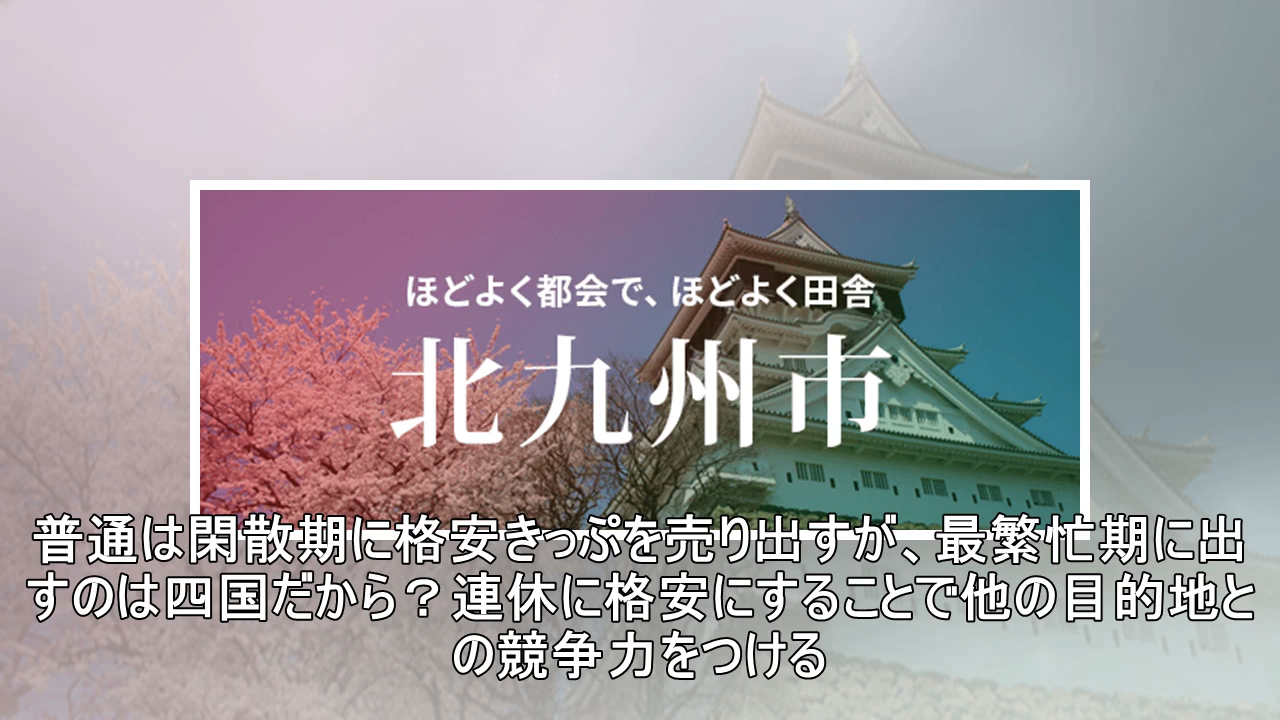 ほどよく都会で、ほどよく田舎
北九州市
普通は閑散期に格安きっぷを売り出すが、最繁忙期に出
すのは四国だから？連休に格安にすることで他の目的地と
の競争力をつける